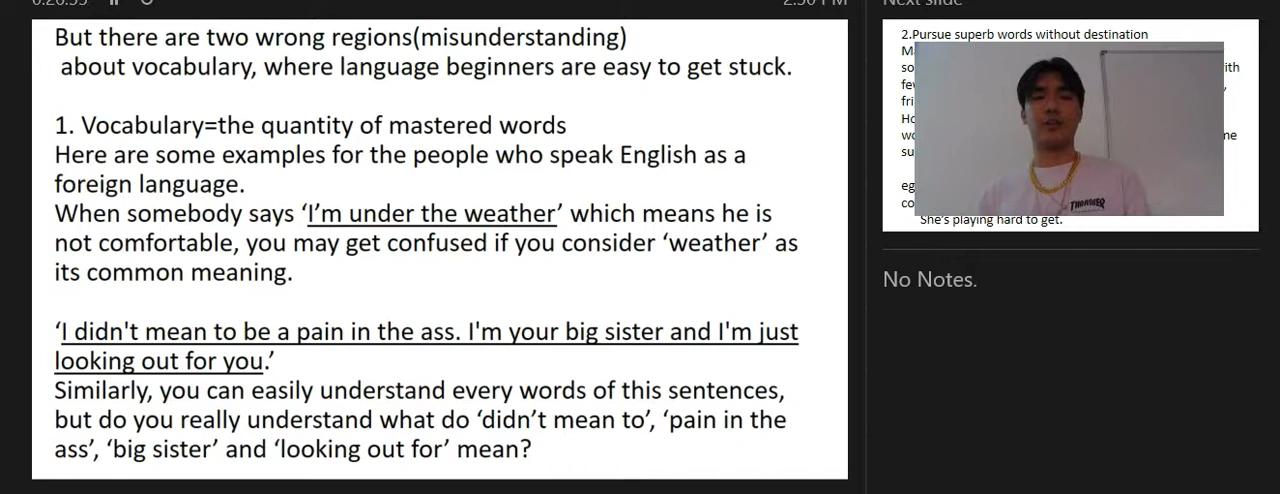 Next slide
But there are two wrong regions(misunderstanding)
about vocabulary, where language beginners are easy to get stuck.
1. Vocabulary=the quantity of mastered words
Here are some examples for the people who speak English as a
foreign language.
When somebody says ‘I’m under the weather’ which means he is
not comfortable, you may get confused if you consider ‘weather’ as
its common meaning.
‘I didn't mean to be a pain in the ass. I'm your big sister and I'm just
looking out for you.’
Similarly, you can easily understand every words of this sentences,
but do you really understand what do ‘didn’t mean to’, ‘pain in the
ass’, ‘big sister’ and ‘looking out for’ mean?
2.Pursue superb words without destination
She's playing hard to get.
THRASHER
No Notes.